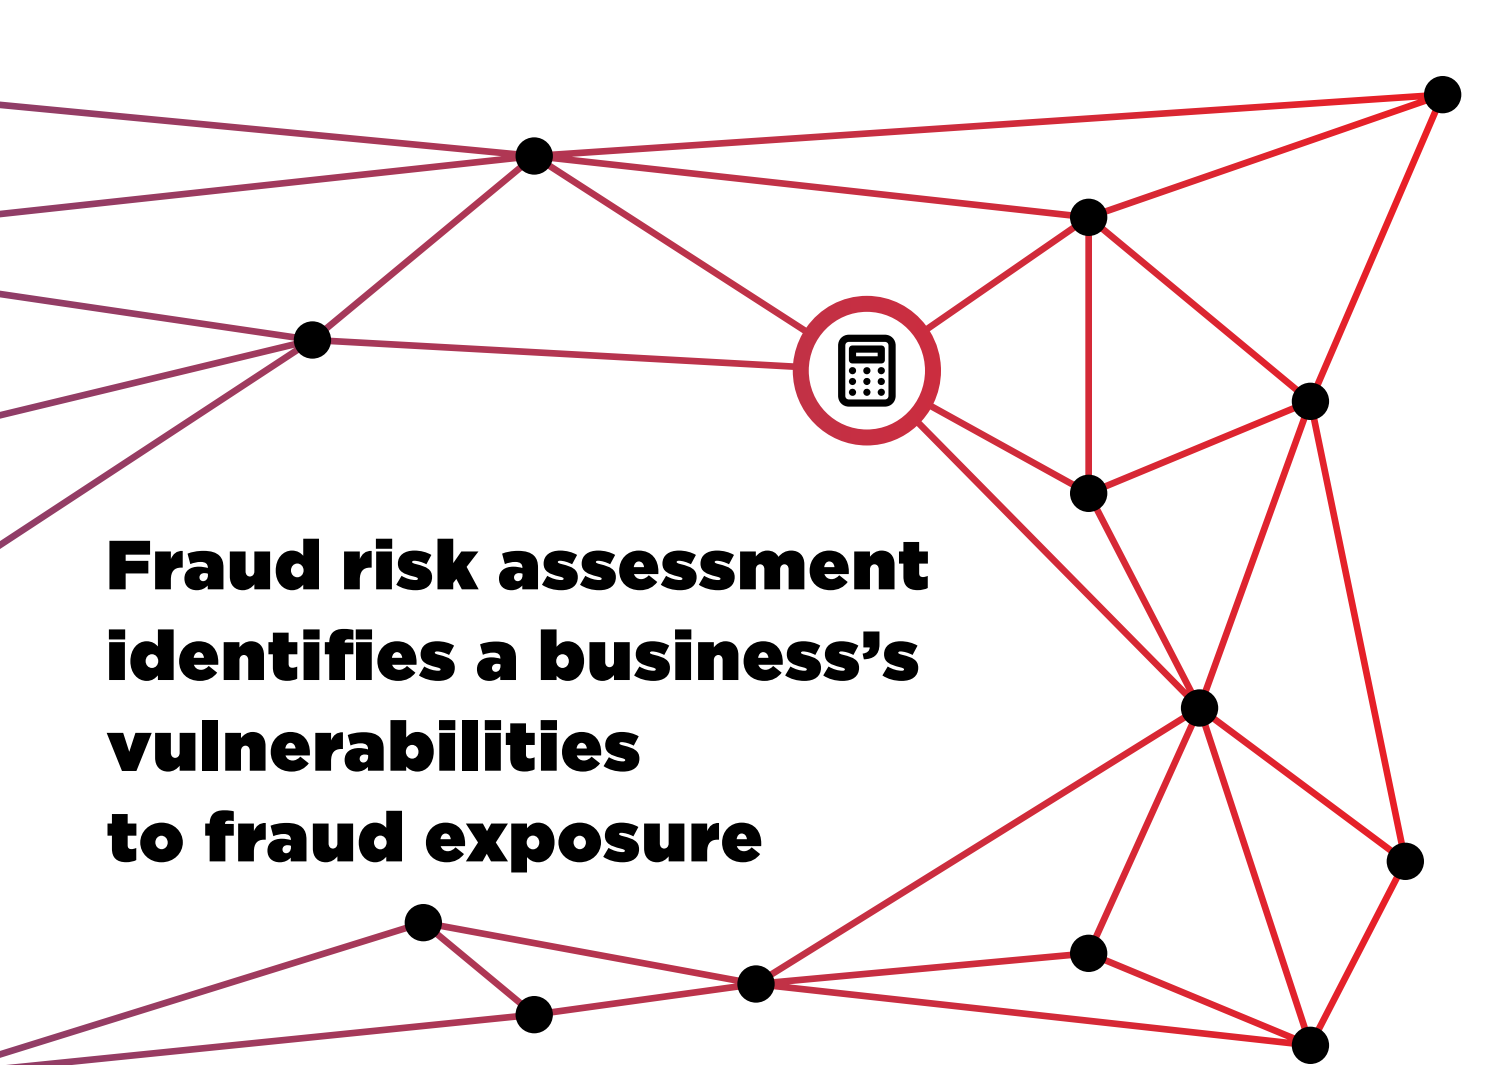 Fraud risk assessment
identifies a business’s
vulnerabilities
to fraud exposure